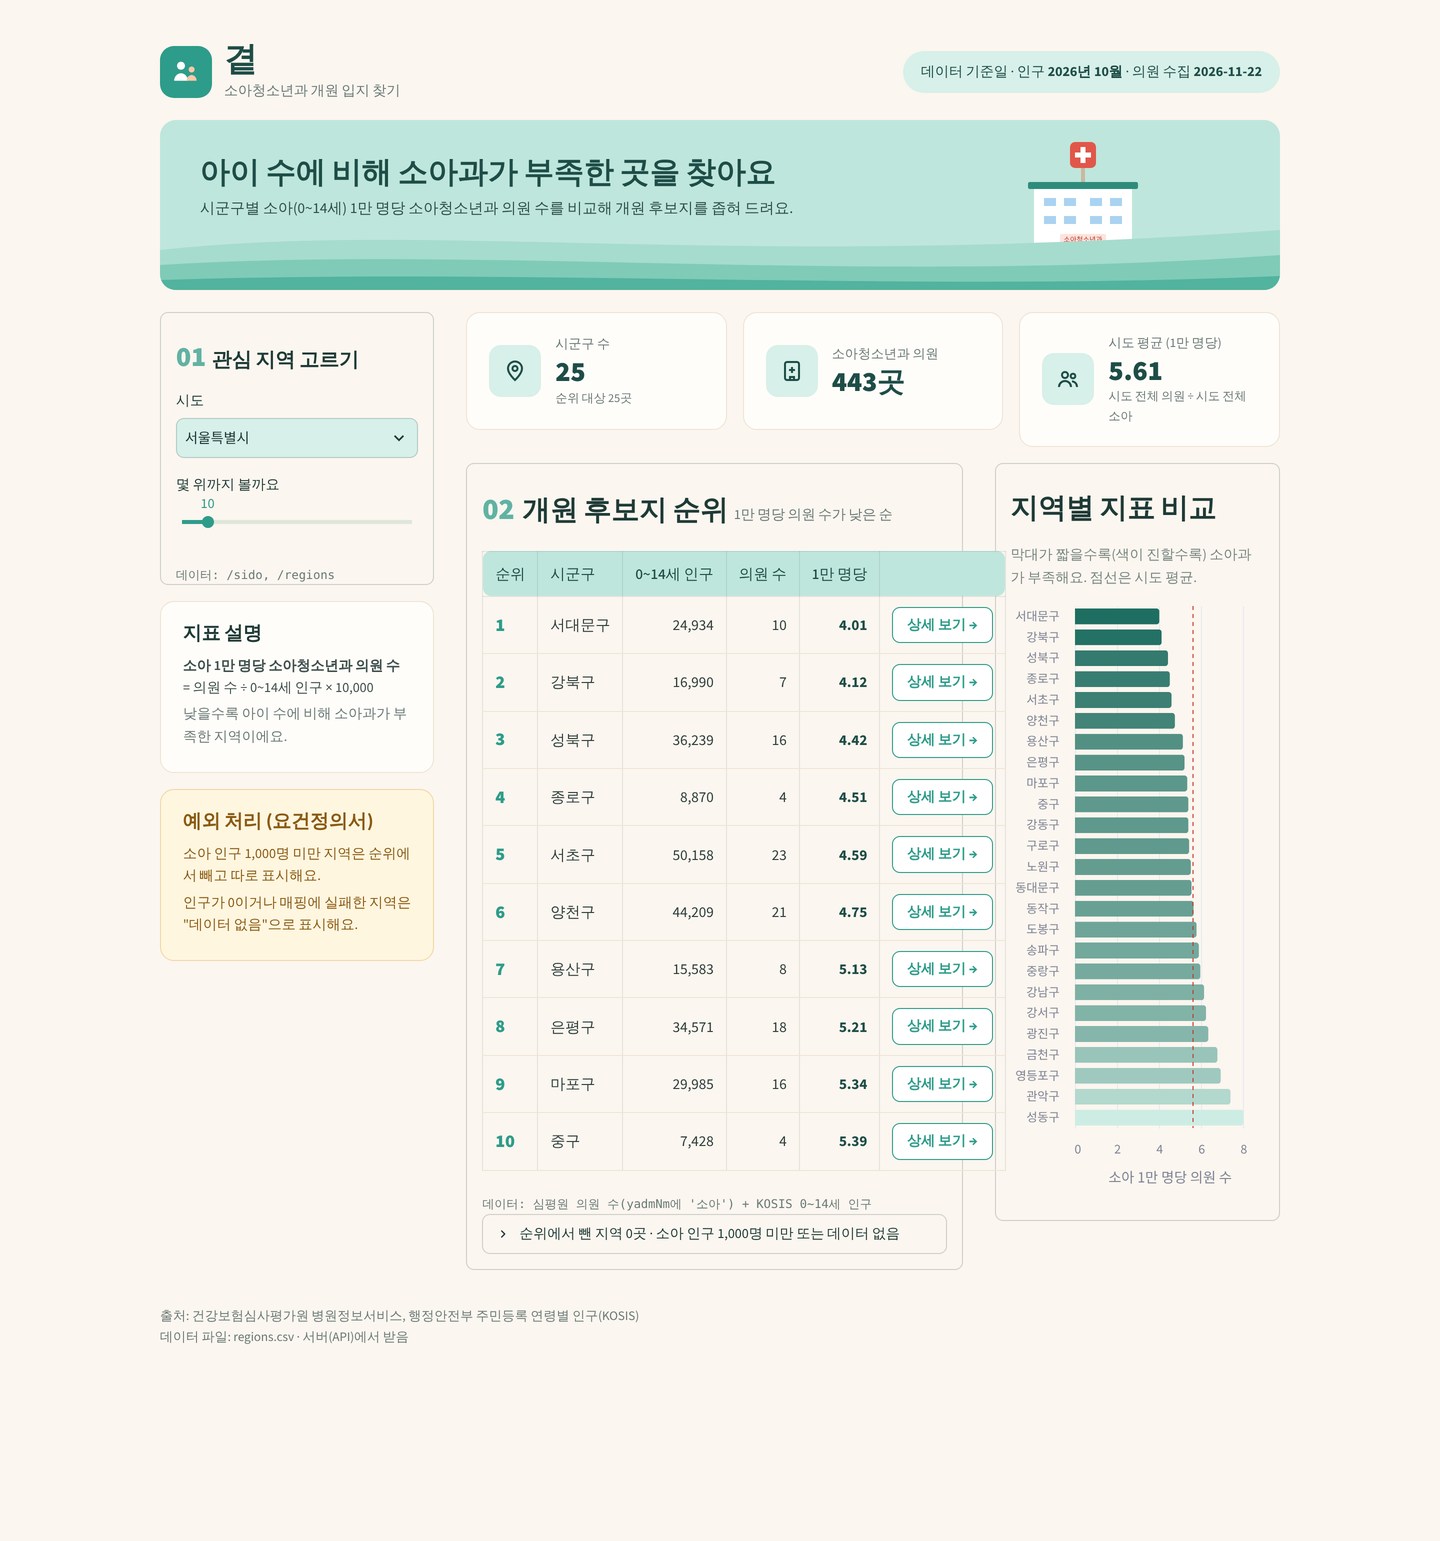 곁
소아청소년과 개원 입지 찾기
데이터 기준일 · 인구 2026년 10월 · 의원 수집 2026-11-22
아이 수에 비해 소아과가 부족한 곳을 찾아요
시군구별 소아(0~14세) 1만 명당 소아청소년과 의원 수를 비교해 개원 후보지를 좁혀 드려요.
소아청소년과
01 관심 지역 고르기
시도
서울특별시
몇 위까지 볼까요
10
데이터: /sido, /regions
지표 설명
소아 1만 명당 소아청소년과 의원 수
= 의원 수 ÷ 0~14세 인구 × 10,000
낮을수록 아이 수에 비해 소아과가 부
족한 지역이에요.
예외 처리 (요건정의서)
소아 인구 1,000명 미만 지역은 순위에
서 빼고 따로 표시해요.
인구가 0이거나 매핑에 실패한 지역은
"데이터 없음"으로 표시해요.
시군구 수
25
순위 대상 25곳
소아청소년과 의원
443곳
시도 평균 (1만 명당)
5.61
시도 전체 의원 ÷ 시도 전체
소아
02 개원 후보지 순위 1만 명당 의원 수가 낮은 순
순위 시군구 0~14세 인구 의원 수 1만 명당
1 서대문구 24,934 10 4.01 상세 보기 →
2 강북구 16,990 7 4.12 상세 보기 →
3 성북구 36,239 16 4.42 상세 보기 →
4 종로구 8,870 4 4.51 상세 보기 →
5 서초구 50,158 23 4.59 상세 보기 →
6 양천구 44,209 21 4.75 상세 보기 →
7 용산구 15,583 8 5.13 상세 보기 →
8 은평구 34,571 18 5.21 상세 보기 →
9 마포구 29,985 16 5.34 상세 보기 →
10 중구 7,428 4 5.39 상세 보기 →
데이터: 심평원 의원 수(yadmNm에 '소아') + KOSIS 0~14세 인구
순위에서 뺀 지역 0곳 · 소아 인구 1,000명 미만 또는 데이터 없음
지역별 지표 비교
막대가 짧을수록(색이 진할수록) 소아과
가 부족해요. 점선은 시도 평균.
서대문구
강북구
성북구
종로구
서초구
양천구
용산구
은평구
마포구
중구
강동구
구로구
노원구
동대문구
동작구
도봉구
송파구
중랑구
강남구
강서구
광진구
금천구
영등포구
관악구
성동구
0 2 4 6 8
소아 1만 명당 의원 수
출처: 건강보험심사평가원 병원정보서비스, 행정안전부 주민등록 연령별 인구(KOSIS)
데이터 파일: regions.csv · 서버(API)에서 받음